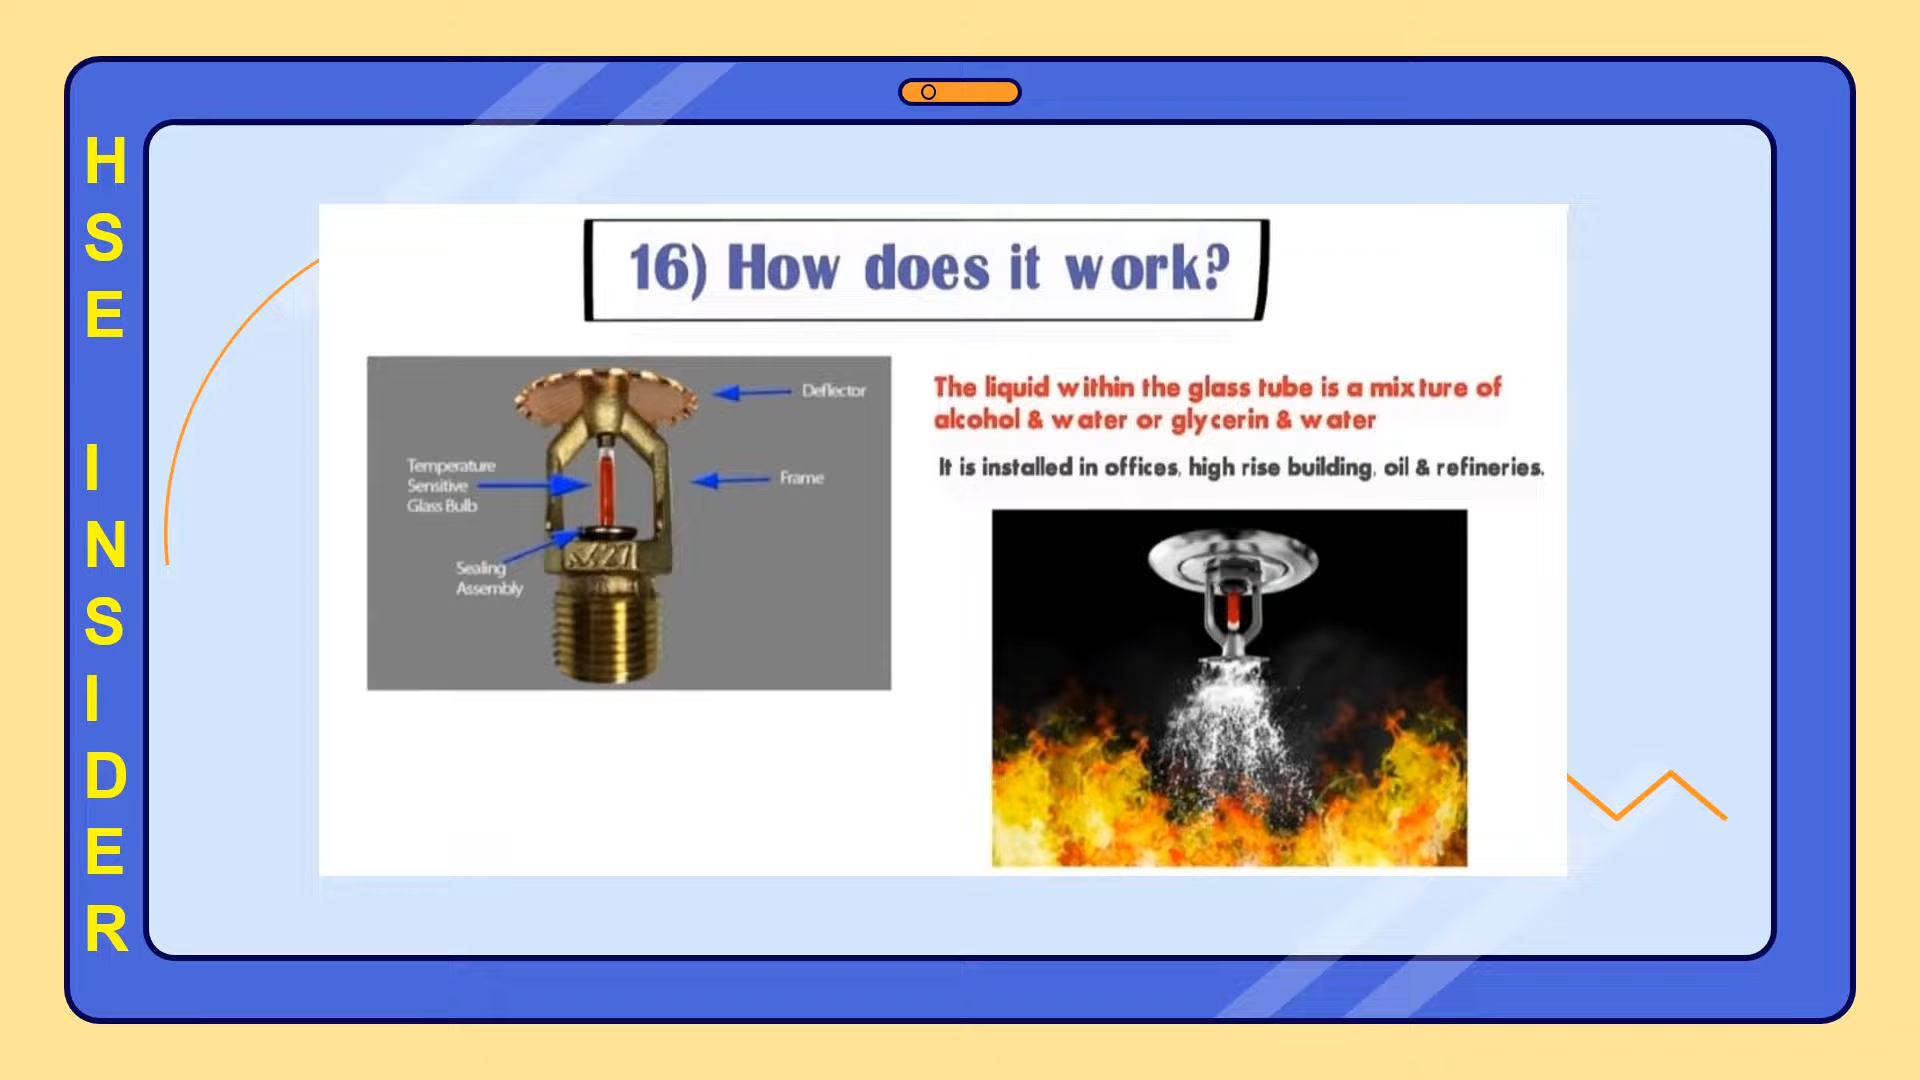 HSE INSIDER
16) How does it work?
Deflector
Temperature
Sensitive
Glass Bulb
Frame
Sealing
Assembly
The liquid within the glass tube is a mixture of
alcohol & water or glycerin & water
It is installed in offices, high rise building, oil & refineries.